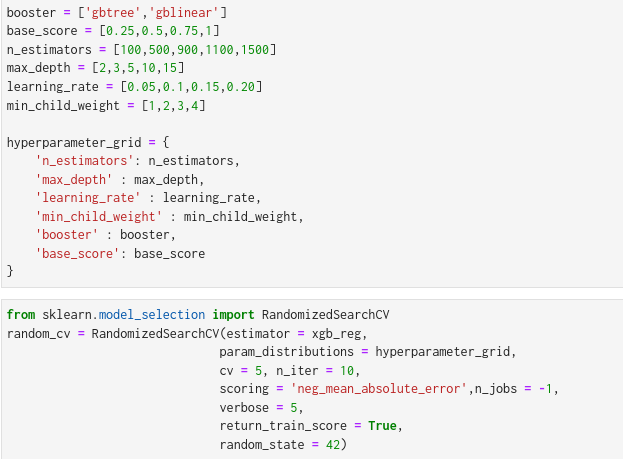 booster = ['gbtree','gblinear']
base_score = [0.25,0.5,0.75,1]
n_estimators = [100,500,900,1100,1500]
max_depth = [2,3,5,10,15]
learning_rate = [0.05,0.1,0.15,0.20]
min_child_weight = [1,2,3,4]

hyperparameter_grid = {
    'n_estimators': n_estimators,
    'max_depth' : max_depth,
    'learning_rate' : learning_rate,
    'min_child_weight' : min_child_weight,
    'booster' : booster,
    'base_score': base_score
}

from sklearn.model_selection import RandomizedSearchCV
random_cv = RandomizedSearchCV(estimator = xgb_reg,
                              param_distributions = hyperparameter_grid,
                              cv = 5, n_iter = 10,
                              scoring = 'neg_mean_absolute_error',n_jobs = -1,
                              verbose = 5,
                              return_train_score = True,
                              random_state = 42)